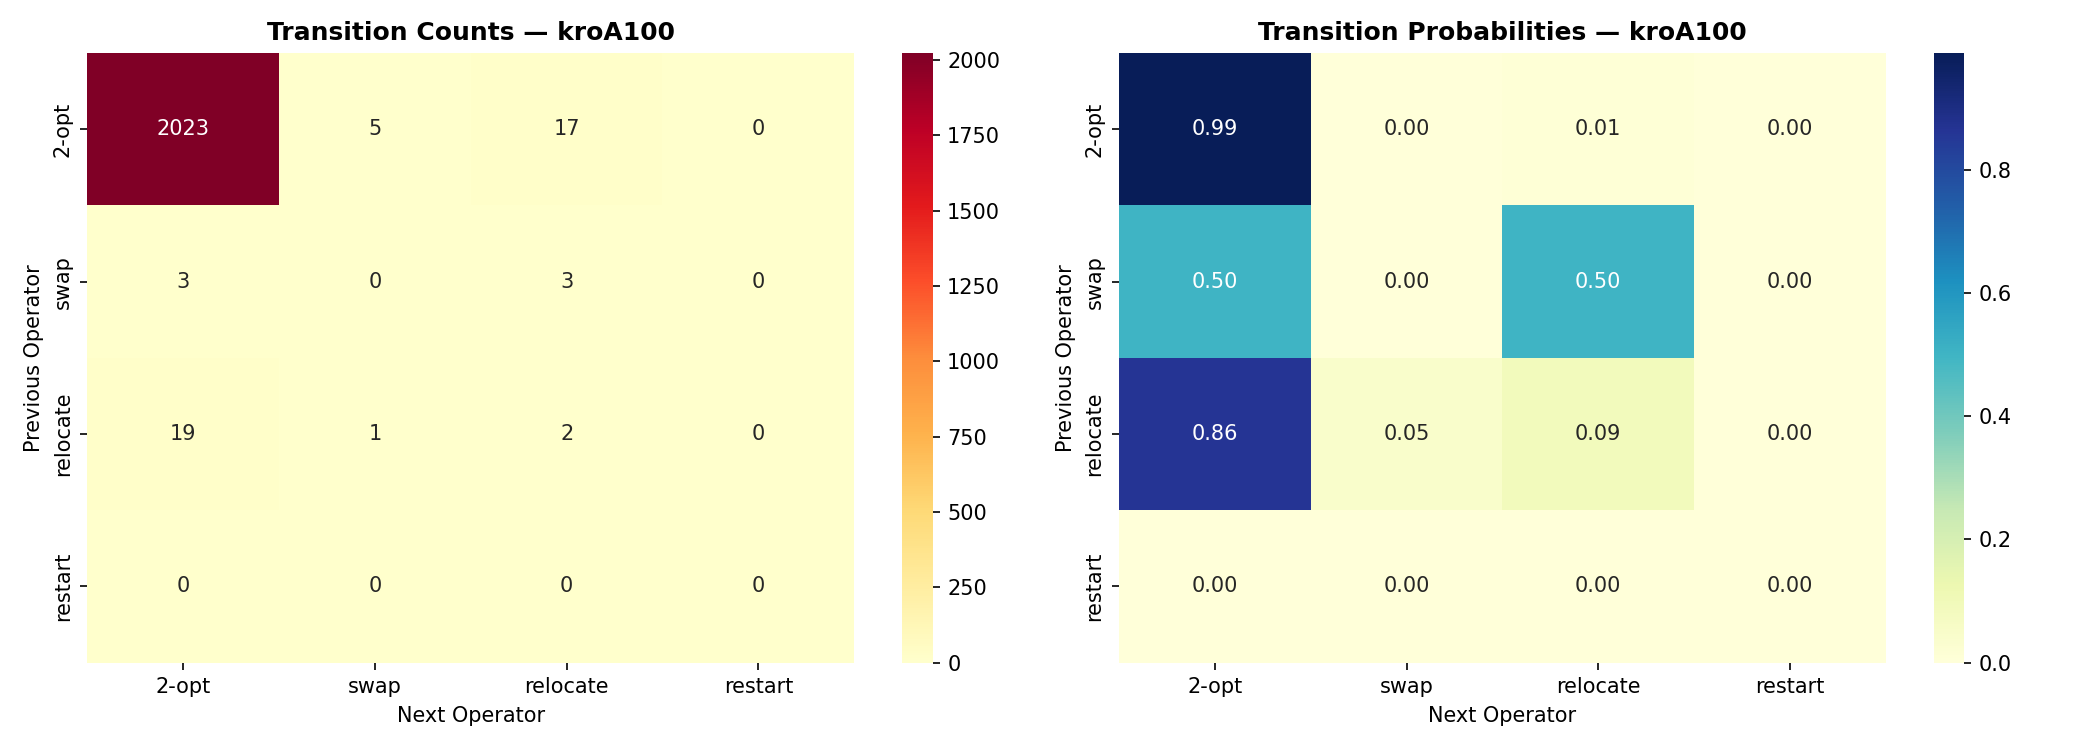 Transition Counts — kroA100
Previous Operator
2-opt
swap
relocate
restart
2023 5 17 0
3 0 3 0
19 1 2 0
0 0 0 0
2-opt swap relocate restart
Next Operator
2000
1750
1500
1250
1000
750
500
250
0
Transition Probabilities — kroA100
Previous Operator
2-opt
swap
relocate
restart
0.99 0.00 0.01 0.00
0.50 0.00 0.50 0.00
0.86 0.05 0.09 0.00
0.00 0.00 0.00 0.00
2-opt swap relocate restart
Next Operator
0.8
0.6
0.4
0.2
0.0